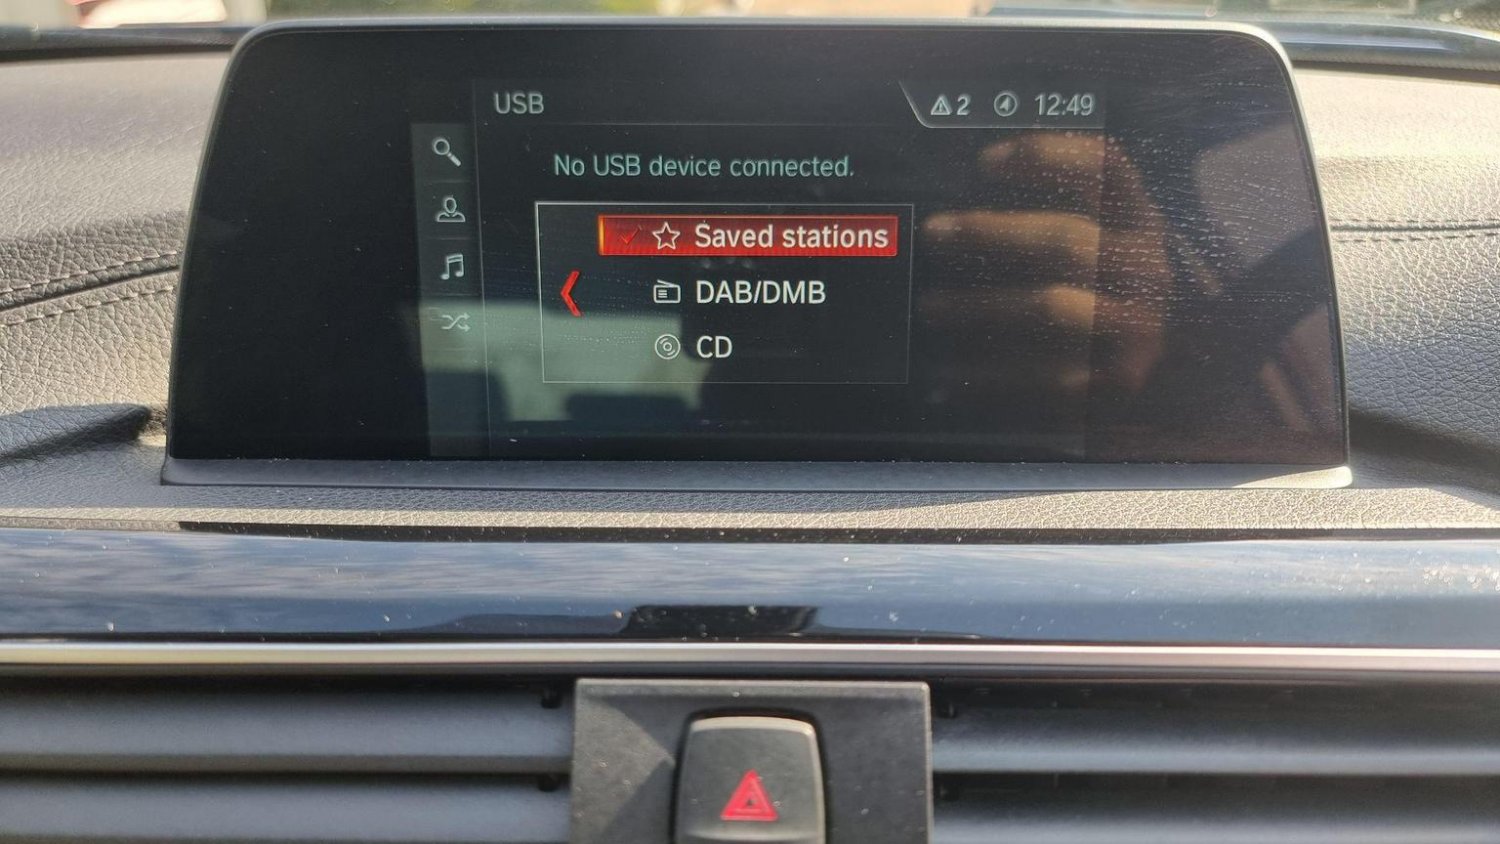 USB
2 12:49
No USB device connected.
Saved stations
DAB/DMB
CD